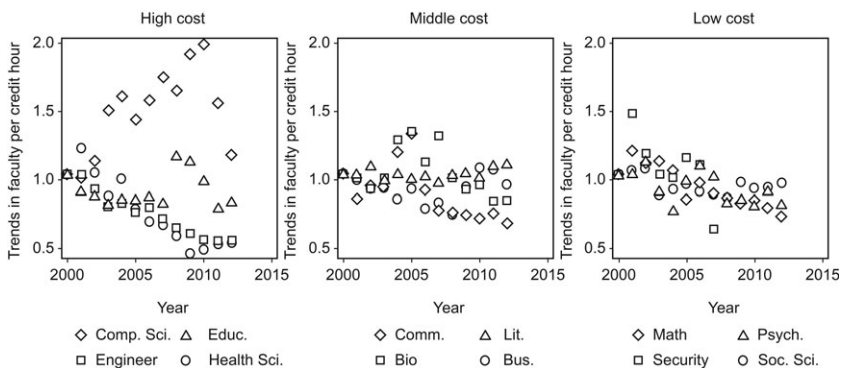 High cost
Middle cost
Low cost
Trends in faculty per credit hour
2.0
1.5
1.0
0.5
2000 2005 2010 2015
Year
Comp. Sci. Educ.
Engineer Health Sci.
Trends in faculty per credit hour
2.0
1.5
1.0
0.5
2000 2005 2010 2015
Year
Comm. Lit.
Bio Bus.
Trends in faculty per credit hour
2.0
1.5
1.0
0.5
2000 2005 2010 2015
Year
Math Psych.
Security Soc. Sci.